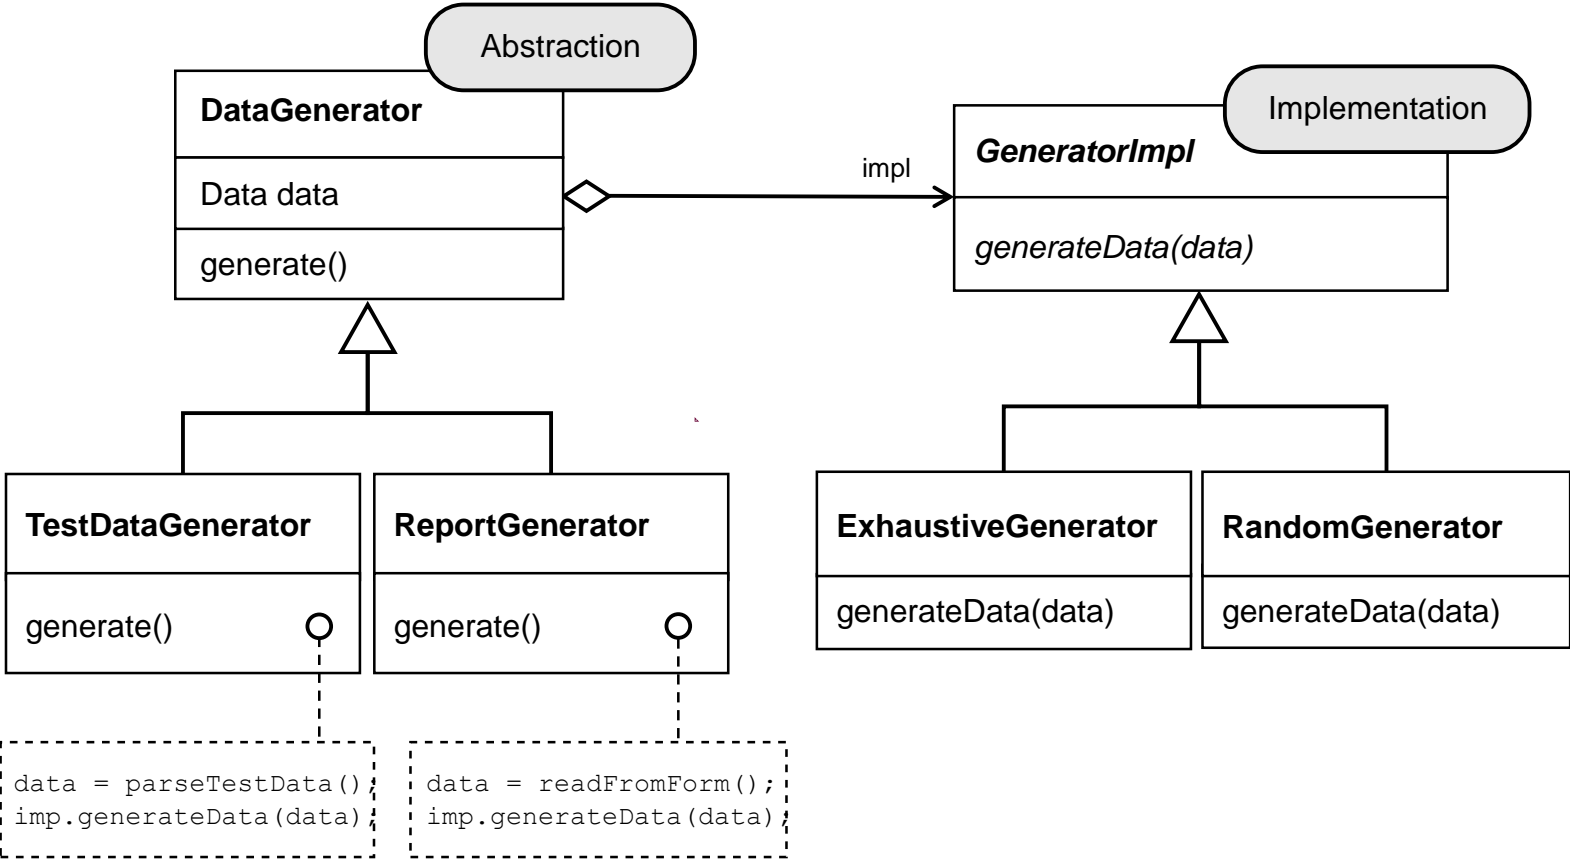 Abstraction
DataGenerator
Data data
generate()
impl
Implementation
GeneratorImpl
generateData(data)
TestDataGenerator
generate()
ReportGenerator
generate()
ExhaustiveGenerator
generateData(data)
RandomGenerator
generateData(data)
data = parseTestData();
imp.generateData(data);
data = readFromForm();
imp.generateData(data);